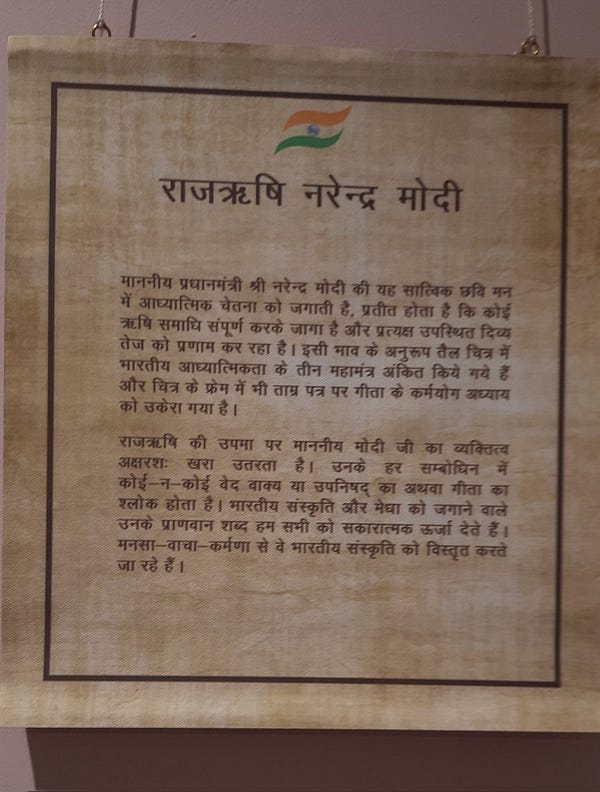 राजऋषि नरेन्द्र मोदी
माननीय प्रधानमंत्री श्री नरेन्द्र मोदी की यह सात्विक छवि मन
में आध्यात्मिक चेतना को जगाती है, प्रतीत होता है कि कोई
ऋषि समाधि संपूर्ण करके जागा है और प्रत्यक्ष उपस्थित दिव्य
तेज को प्रणाम कर रहा है। इसी भाव के अनुरूप तैल चित्र में
भारतीय आध्यात्मिकता के तीन महामंत्र अंकित किये गये हैं
और चित्र के फ्रेम में भी ताम्र पत्र पर गीता के कर्मयोग अध्याय
को उकेरा गया है।
राजऋषि की उपमा पर माननीय मोदी जी का व्यक्तित्व
अक्षरशः खरा उतरता है। उनके हर सम्बोधिन में
कोई–न–कोई वेद वाक्य या उपनिषद् का अथवा गीता का
श्लोक होता है। भारतीय संस्कृति और मेधा को जगाने वाले
उनके प्राणवान शब्द हम सभी को सकारात्मक ऊर्जा देते हैं।
मनसा–वाचा–कर्मणा से वे भारतीय संस्कृति को विस्तृत करते
जा रहे हैं।